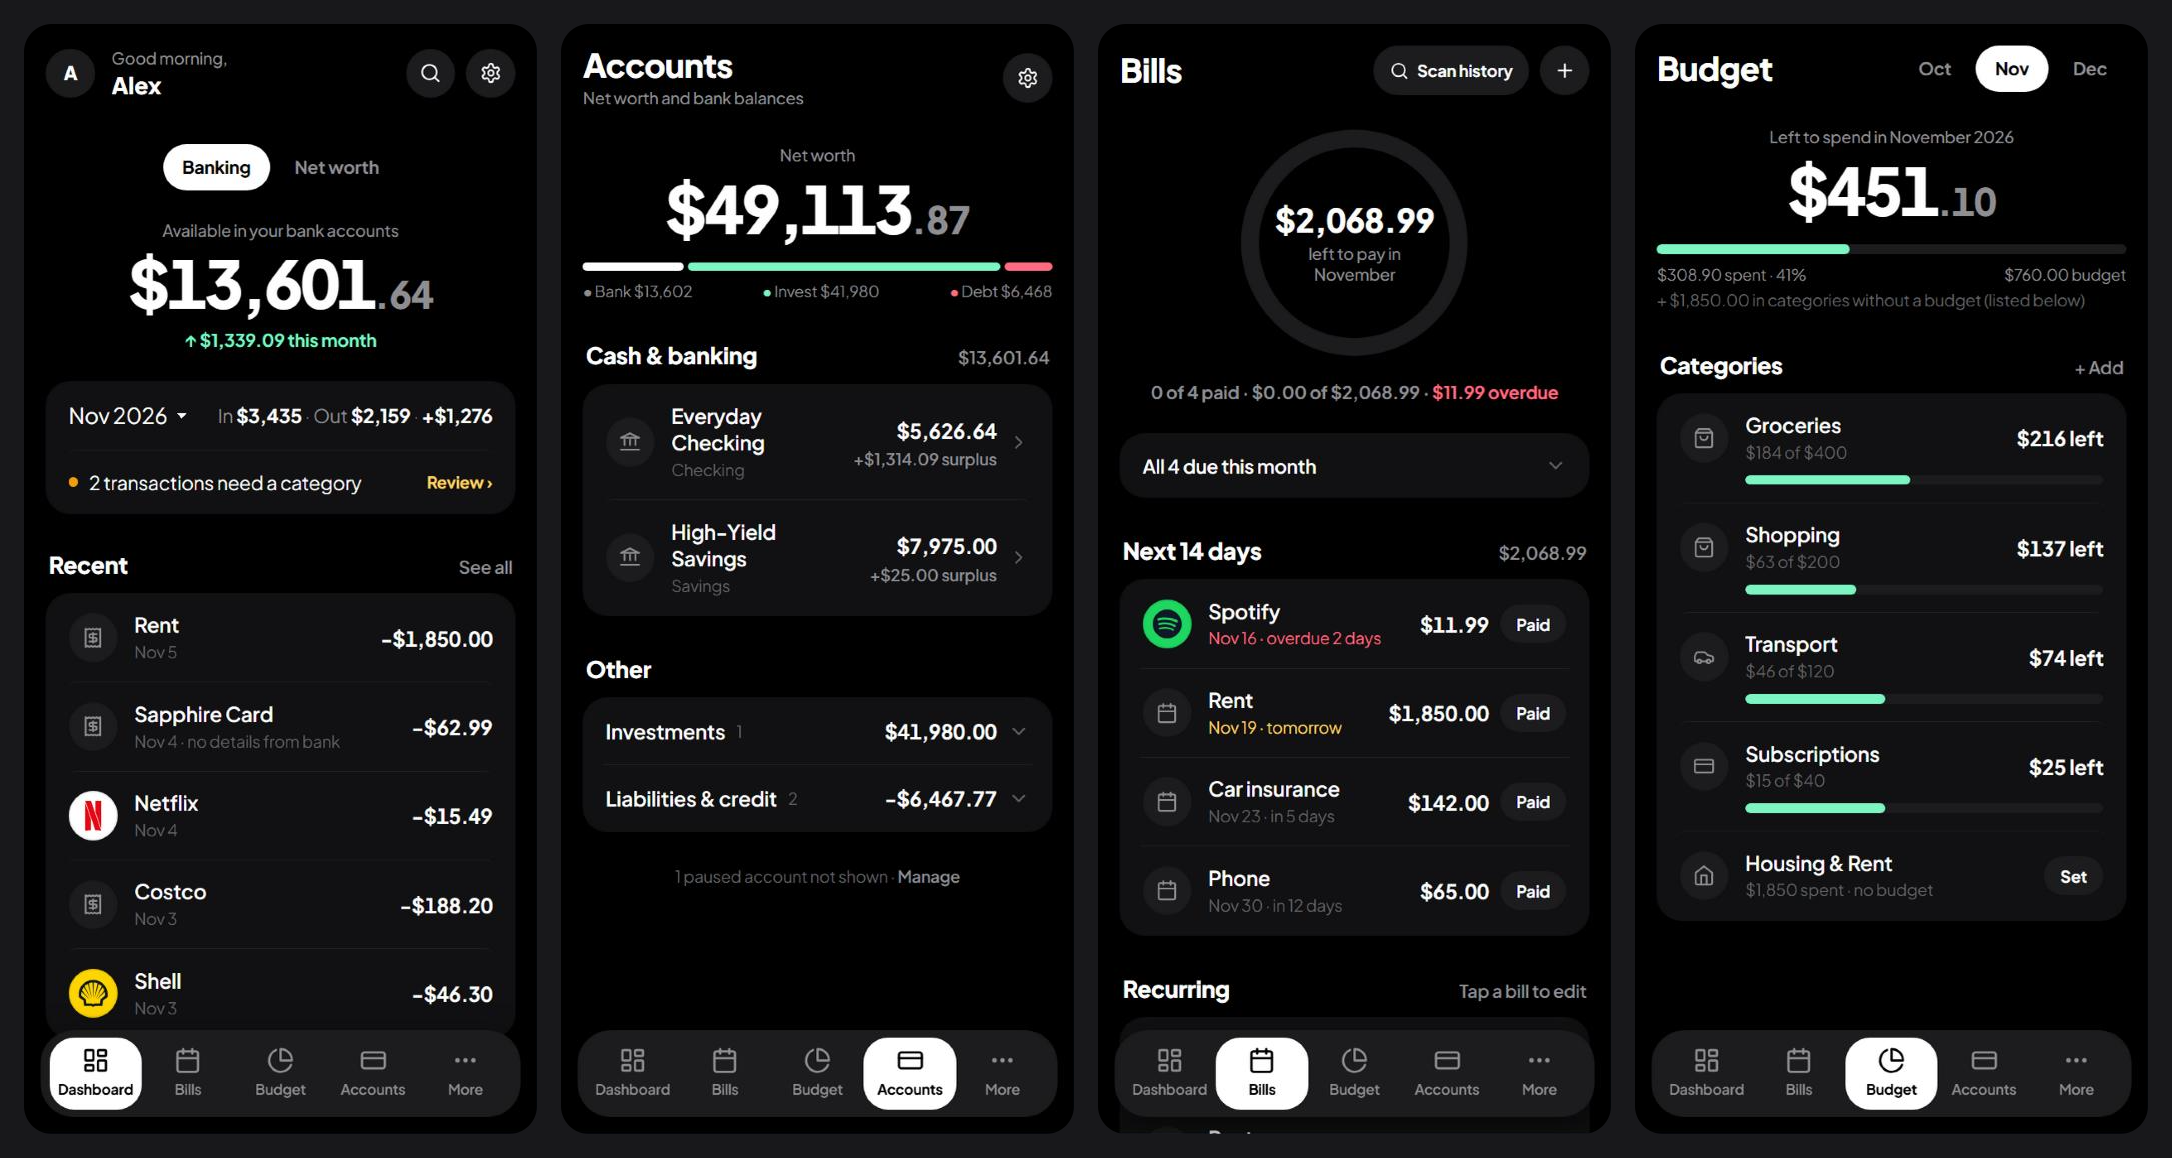 A
Good morning,
Alex
Banking
Net worth
Available in your bank accounts
$13,601.64
↑ $1,339.09 this month
Nov 2026
In $3,435 · Out $2,159 · +$1,276
2 transactions need a category
Review ›
Recent
See all
Rent
−$1,850.00
Nov 5
Sapphire Card
−$62.99
Nov 4 · no details from bank
N
Netflix
−$15.49
Nov 4
Costco
−$188.20
Nov 3
Shell
−$46.30
Nov 3
Dashboard
Bills
Budget
Accounts
More
Accounts
Net worth and bank balances
Net worth
$49,113.87
Bank $13,602
Invest $41,980
Debt $6,468
Cash & banking
$13,601.64
Everyday
Checking
Checking
$5,626.64
+$1,314.09 surplus
High-Yield
Savings
Savings
$7,975.00
+$25.00 surplus
Other
Investments 1
$41,980.00
Liabilities & credit 2
−$6,467.77
1 paused account not shown · Manage
Dashboard
Bills
Budget
Accounts
More
Bills
Scan history
+
$2,068.99
left to pay in
November
0 of 4 paid · $0.00 of $2,068.99 · $11.99 overdue
All 4 due this month
Next 14 days
$2,068.99
Spotify
Nov 16 · overdue 2 days
$11.99
Paid
Rent
Nov 19 · tomorrow
$1,850.00
Paid
Car insurance
Nov 23 · in 5 days
$142.00
Paid
Phone
Nov 30 · in 12 days
$65.00
Paid
Recurring
Tap a bill to edit
Dashboard
Bills
Budget
Accounts
More
Budget
Oct
Nov
Dec
Left to spend in November 2026
$451.10
$308.90 spent · 41%
$760.00 budget
+ $1,850.00 in categories without a budget (listed below)
Categories
+ Add
Groceries
$184 of $400
$216 left
Shopping
$63 of $200
$137 left
Transport
$46 of $120
$74 left
Subscriptions
$15 of $40
$25 left
Housing & Rent
$1,850 spent · no budget
Set
Dashboard
Bills
Budget
Accounts
More